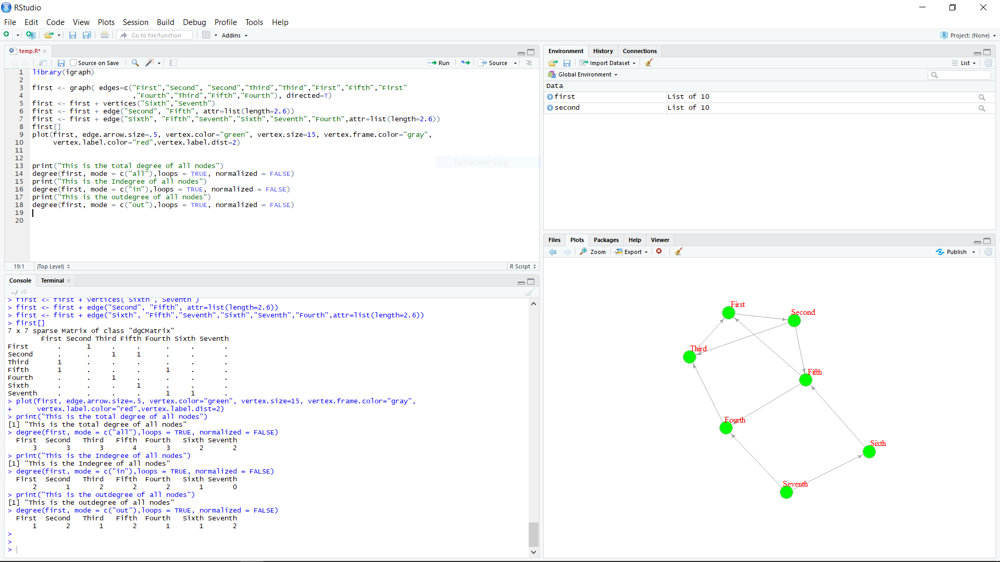 RStudio
File Edit Code View Plots Session Build Debug Profile Tools Help
Go to file/function Addins Project: (None)
temp.R*
Source on Save Run Source
1 library(igraph)
2
3 first <- graph( edges=c("First","Second", "Second","Third","Third","First","Fifth","First"
4 ,"Fourth","Third","Fifth","Fourth"), directed=T)
5 first <- first + vertices("Sixth","Seventh")
6 first <- first + edge("Second", "Fifth", attr=list(length=2.6))
7 first <- first + edge("Sixth", "Fifth","Seventh","Sixth","Seventh","Fourth",attr=list(length=2.6))
8 first[]
9 plot(first, edge.arrow.size=.5, vertex.color="green", vertex.size=15, vertex.frame.color="gray",
10 vertex.label.color="red",vertex.label.dist=2)
11
12
Full-screen Snip
13 print("This is the total degree of all nodes")
14 degree(first, mode = c("all"),loops = TRUE, normalized = FALSE)
15 print("This is the Indegree of all nodes")
16 degree(first, mode = c("in"),loops = TRUE, normalized = FALSE)
17 print("This is the outdegree of all nodes")
18 degree(first, mode = c("out"),loops = TRUE, normalized = FALSE)
19
20
19:1 (Top Level) R Script
Console Terminal
~/
> first <- first + vertices("Sixth","Seventh")
> first <- first + edge("Second", "Fifth", attr=list(length=2.6))
> first <- first + edge("Sixth", "Fifth","Seventh","Sixth","Seventh","Fourth",attr=list(length=2.6))
> first[]
7 x 7 sparse Matrix of class "dgCMatrix"
First Second Third Fifth Fourth Sixth Seventh
First . 1 . . . . .
Second . . 1 1 . . .
Third 1 . . . . . .
Fifth 1 . . . 1 . .
Fourth . . 1 . . . .
Sixth . . . 1 . . .
Seventh . . . . 1 1 .
> plot(first, edge.arrow.size=.5, vertex.color="green", vertex.size=15, vertex.frame.color="gray",
+ vertex.label.color="red",vertex.label.dist=2)
> print("This is the total degree of all nodes")
[1] "This is the total degree of all nodes"
> degree(first, mode = c("all"),loops = TRUE, normalized = FALSE)
First Second Third Fifth Fourth Sixth Seventh
3 3 3 4 3 2 2
> print("This is the Indegree of all nodes")
[1] "This is the Indegree of all nodes"
> degree(first, mode = c("in"),loops = TRUE, normalized = FALSE)
First Second Third Fifth Fourth Sixth Seventh
2 1 2 2 2 1 0
> print("This is the outdegree of all nodes")
[1] "This is the outdegree of all nodes"
> degree(first, mode = c("out"),loops = TRUE, normalized = FALSE)
First Second Third Fifth Fourth Sixth Seventh
1 2 1 2 1 1 2
>
>
>
Environment History Connections
Import Dataset List
Global Environment
Data
first List of 10
second List of 10
Files Plots Packages Help Viewer
Zoom Export Publish
First
Second
Third
Fifth
Fourth
Sixth
Seventh